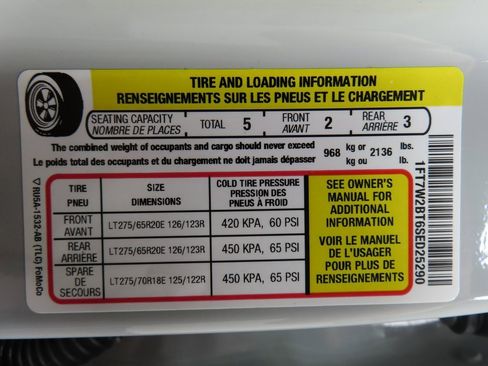 TIRE AND LOADING INFORMATION
RENSEIGNEMENTS SUR LES PNEUS ET LE CHARGEMENT
SEATING CAPACITY
NOMBRE DE PLACES
TOTAL 5
FRONT
AVANT 2
REAR
ARRIÈRE 3
The combined weight of occupants and cargo should never exceed
Le poids total des occupants et du chargement ne doit jamais dépasser
968 kg or 2136 lbs.
kg ou lb.
TIRE
PNEU
SIZE
DIMENSIONS
COLD TIRE PRESSURE
PRESSION DES
PNEUS À FROID
FRONT
AVANT
LT275/65R20E 126/123R
420 KPA, 60 PSI
REAR
ARRIÈRE
LT275/65R20E 126/123R
450 KPA, 65 PSI
SPARE
DE
SECOURS
LT275/70R18E 125/122R
450 KPA, 65 PSI
SEE OWNER'S
MANUAL FOR
ADDITIONAL
INFORMATION
VOIR LE MANUEL
DE L'USAGER
POUR PLUS DE
RENSEIGNEMENTS
1FT7W2BT6SED25290
RU5A-1532-AB (TLC) FoMoCo